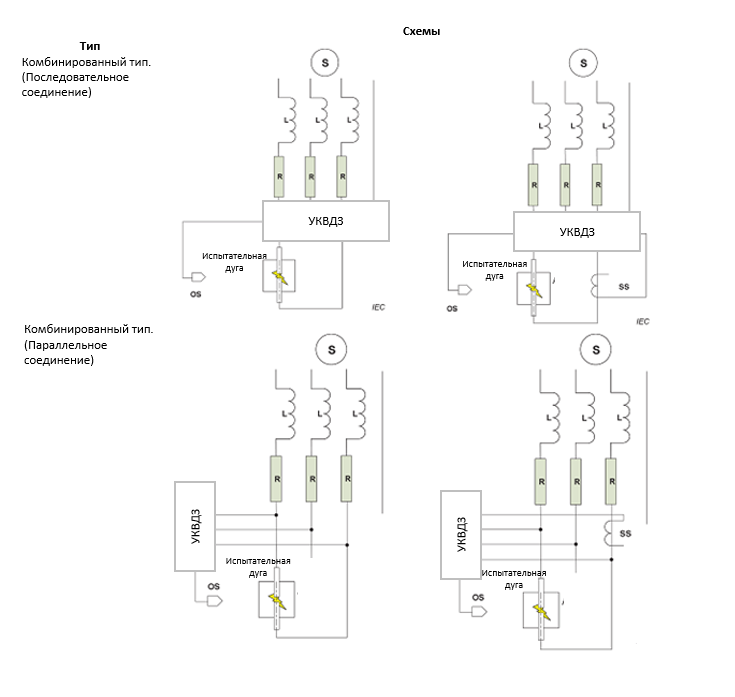 Схемы
Тип
Комбинированный тип.
(Последовательное
соединение)
S
L
L
L
R
R
R
УКВДЗ
Испытательная
дуга
OS
IEC
S
L
L
L
R
R
R
УКВДЗ
Испытательная
дуга
SS
OS
IEC
Комбинированный тип.
(Параллельное
соединение)
S
L
L
L
R
R
R
УКВДЗ
Испытательная
дуга
OS
S
L
L
L
R
R
R
УКВДЗ
SS
Испытательная
дуга
OS